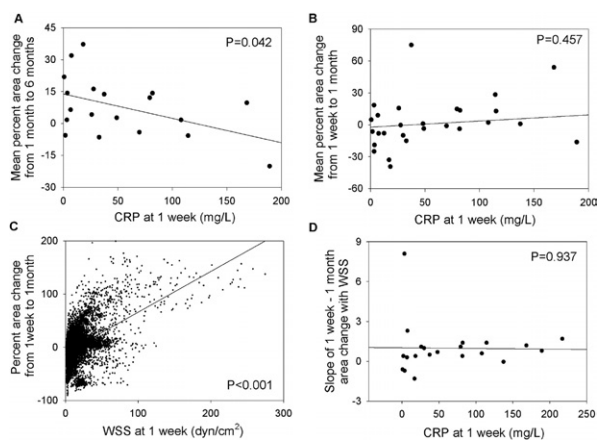 A
P=0.042
Mean percent area change
from 1 month to 6 months
45
30
15
0
-15
-30
0
50
100
150
200
CRP at 1 week (mg/L)
B
P=0.457
Mean percent area change
from 1 week to 1 month
90
60
30
0
-30
-60
0
50
100
150
200
CRP at 1 week (mg/L)
C
P<0.001
Percent area change
from 1week to 1month
200
100
0
-100
0
100
200
300
WSS at 1 week (dyn/cm²)
D
P=0.937
Slope of 1 week - 1 month
area change with WSS
9
6
3
0
-3
0
50
100
150
200
250
CRP at 1 week (mg/L)